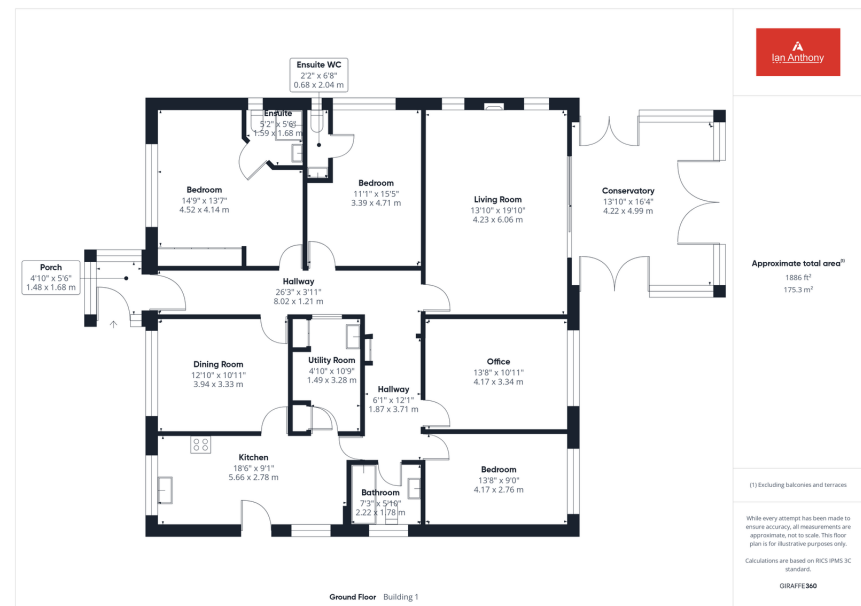 Ensuite WC
2'2" x 6'8"
0.68 x 2.04 m
Ensuite
5'2" x 5'6"
1.59 x 1.68 m
Bedroom
14'9" x 13'7"
4.52 x 4.14 m
Bedroom
11'1" x 15'5"
3.39 x 4.71 m
Living Room
13'10" x 19'10"
4.23 x 6.06 m
Conservatory
13'10" x 16'4"
4.22 x 4.99 m
Porch
4'10" x 5'6"
1.48 x 1.68 m
Hallway
26'3" x 3'11"
8.02 x 1.21 m
Dining Room
12'10" x 10'11"
3.94 x 3.33 m
Utility Room
4'10" x 10'9"
1.49 x 3.28 m
Hallway
6'1" x 12'1"
1.87 x 3.71 m
Office
13'8" x 10'11"
4.17 x 3.34 m
Kitchen
18'6" x 9'1"
5.66 x 2.78 m
Bathroom
7'3" x 5'10"
2.22 x 1.78 m
Bedroom
13'8" x 9'0"
4.17 x 2.76 m
Ground Floor Building 1
Ian Anthony
Approximate total area(1)
1886 ft²
175.3 m²
(1) Excluding balconies and terraces
While every attempt has been made to
ensure accuracy, all measurements are
approximate, not to scale. This floor
plan is for illustrative purposes only.
Calculations are based on RICS IPMS 3C
standard.
GIRAFFE360